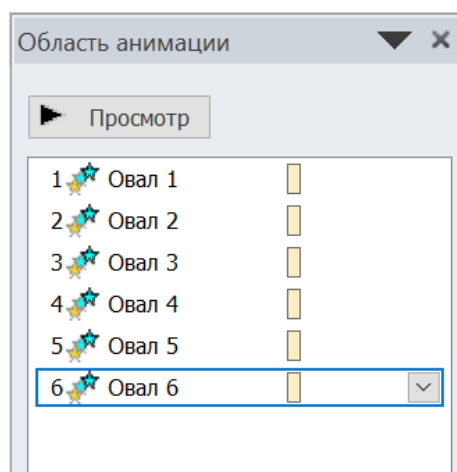 Область анимации
Просмотр
1 Овал 1
2 Овал 2
3 Овал 3
4 Овал 4
5 Овал 5
6 Овал 6